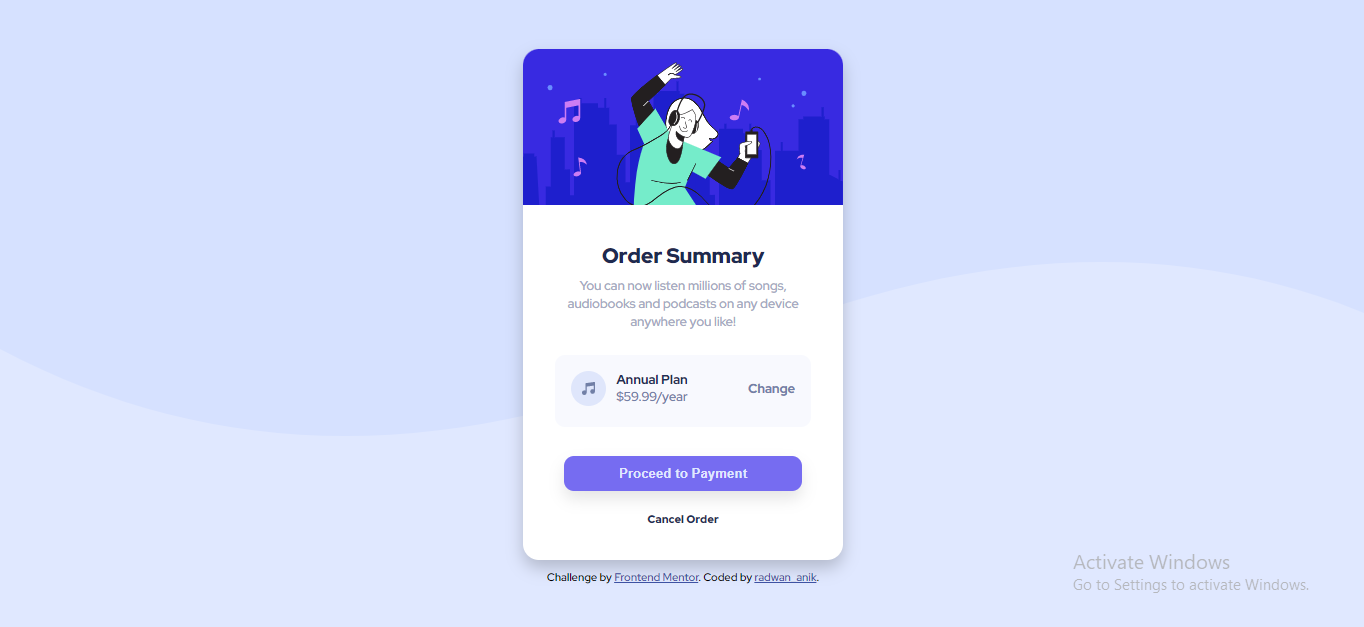 Order Summary
You can now listen millions of songs,
audiobooks and podcasts on any device
anywhere you like!
Annual Plan
$59.99/year
Change
Proceed to Payment
Cancel Order
Challenge by Frontend Mentor. Coded by radwan_anik.
Activate Windows
Go to Settings to activate Windows.